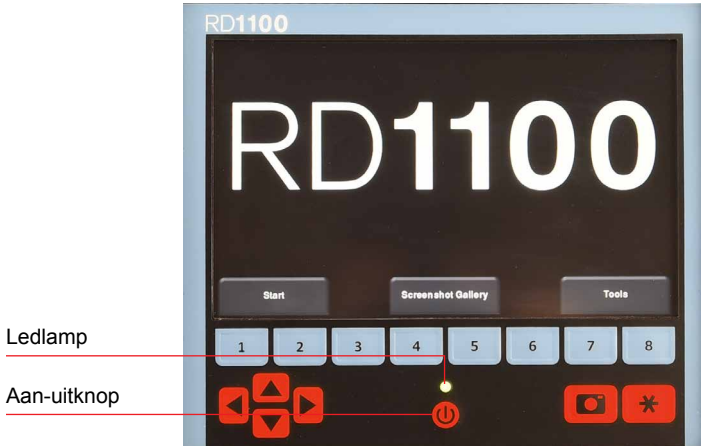 RD1100
RD1100
Start Screenshot Gallery Tools
1 2 3 4 5 6 7 8
Ledlamp
Aan-uitknop